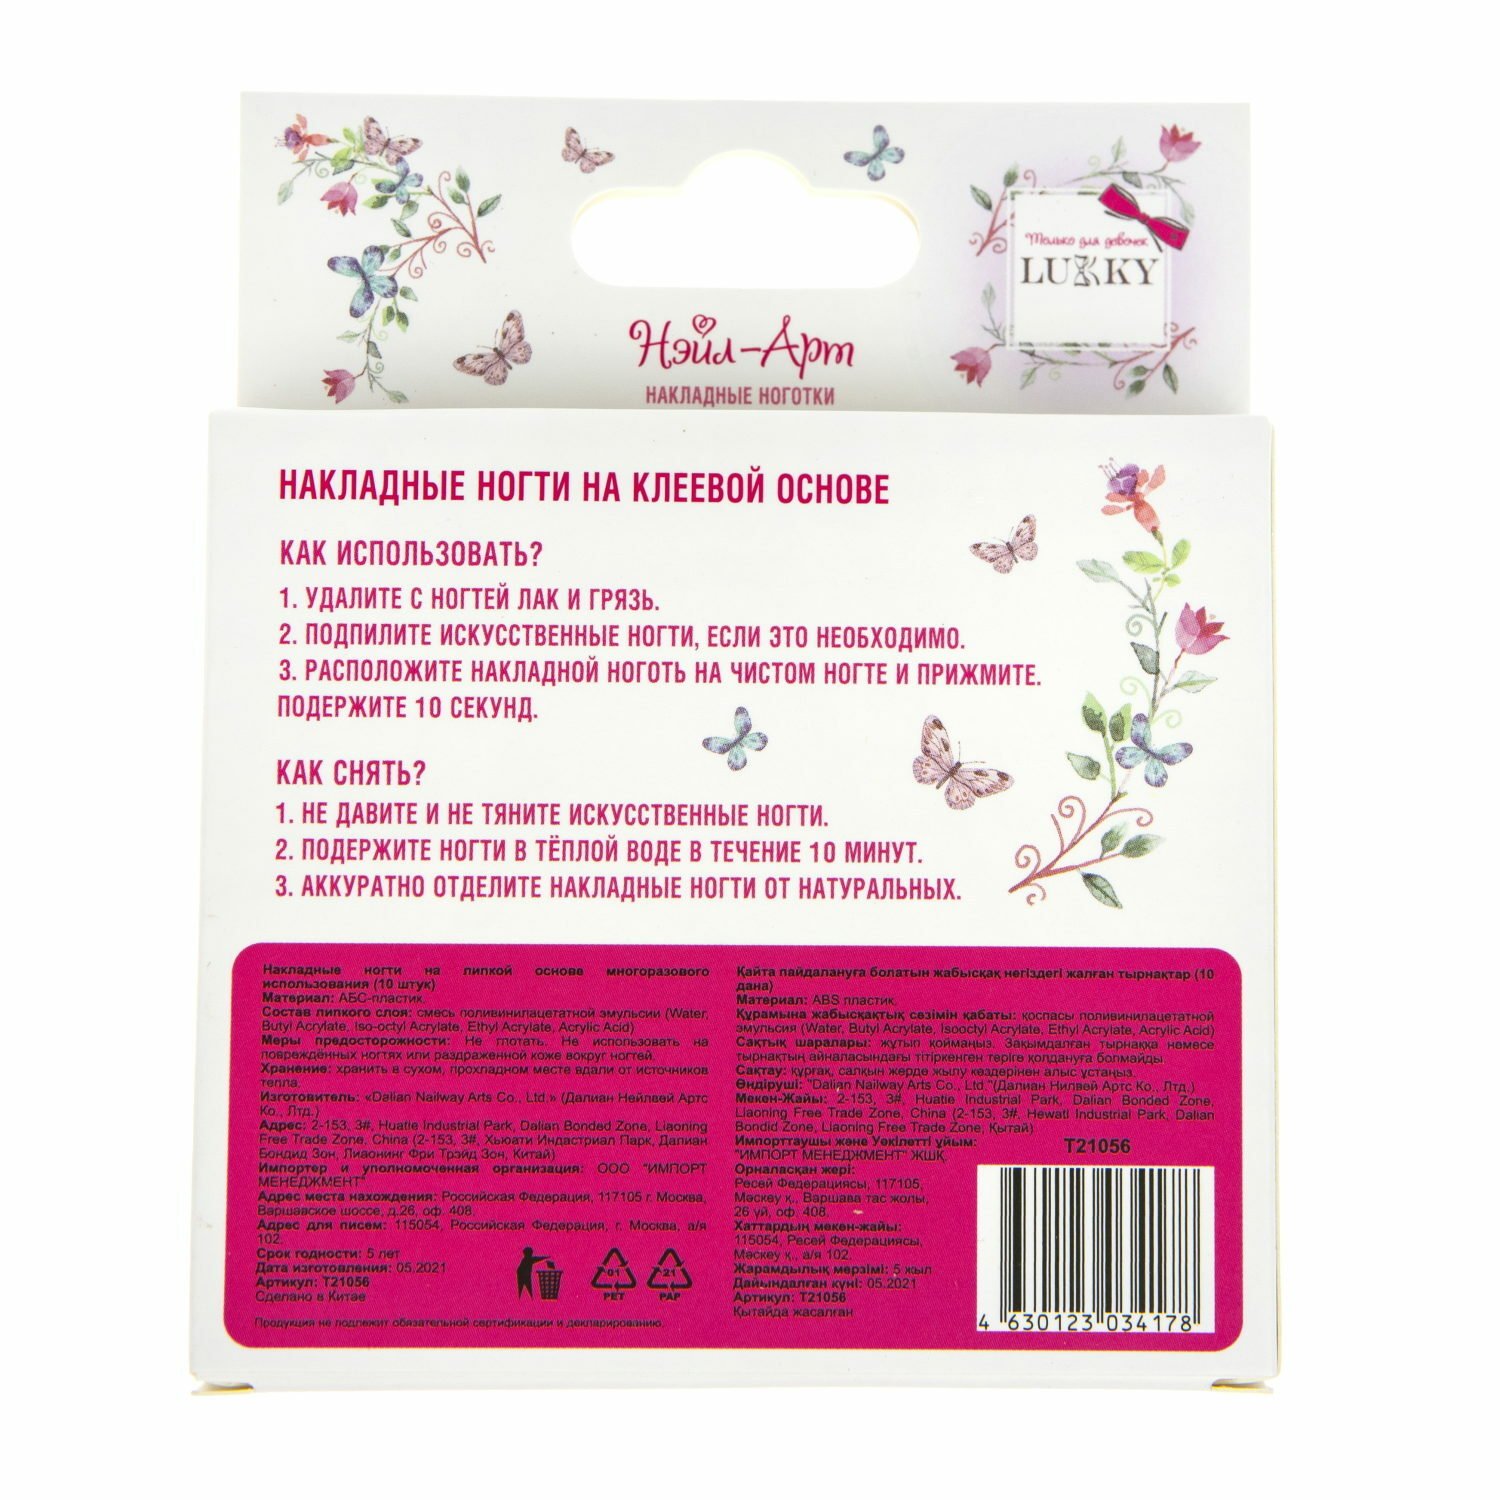 Только для девочек
LUKKY
Нэйл-Арт
НАКЛАДНЫЕ НОГОТКИ
НАКЛАДНЫЕ НОГТИ НА КЛЕЕВОЙ ОСНОВЕ
КАК ИСПОЛЬЗОВАТЬ?
1. УДАЛИТЕ С НОГТЕЙ ЛАК И ГРЯЗЬ.
2. ПОДПИЛИТЕ ИСКУССТВЕННЫЕ НОГТИ, ЕСЛИ ЭТО НЕОБХОДИМО.
3. РАСПОЛОЖИТЕ НАКЛАДНОЙ НОГОТЬ НА ЧИСТОМ НОГТЕ И ПРИЖМИТЕ.
ПОДЕРЖИТЕ 10 СЕКУНД.
КАК СНЯТЬ?
1. НЕ ДАВИТЕ И НЕ ТЯНИТЕ ИСКУССТВЕННЫЕ НОГТИ.
2. ПОДЕРЖИТЕ НОГТИ В ТЁПЛОЙ ВОДЕ В ТЕЧЕНИЕ 10 МИНУТ.
3. АККУРАТНО ОТДЕЛИТЕ НАКЛАДНЫЕ НОГТИ ОТ НАТУРАЛЬНЫХ.
Накладные ногти на липкой основе многоразового
использования (10 штук)
Материал: АБС-пластик.
Состав липкого слоя: смесь поливинилацетатной эмульсии (Water,
Butyl Acrylate, Iso-octyl Acrylate, Ethyl Acrylate, Acrylic Acid)
Меры предосторожности: Не глотать. Не использовать на
повреждённых ногтях или раздраженной коже вокруг ногтей.
Хранение: хранить в сухом, прохладном месте вдали от источников
тепла.
Изготовитель: «Dalian Nailway Arts Co., Ltd.» (Далиан Нейлвей Артс
Ко., Лтд.)
Адрес: 2-153, 3#, Huatie Industrial Park, Dalian Bonded Zone, Liaoning
Free Trade Zone, China (2-153, 3#, Хьюати Индастриал Парк, Далиан
Бондид Зон, Лиаонинг Фри Трэйд Зон, Китай)
Импортер и уполномоченная организация: ООО "ИМПОРТ
МЕНЕДЖМЕНТ"
Адрес места нахождения: Российская Федерация, 117105 г. Москва,
Варшавское шоссе, д.26, оф. 408.
Адрес для писем: 115054, Российская Федерация, г. Москва, а/я
102.
Срок годности: 5 лет
Дата изготовления: 05.2021
Артикул: T21056
Сделано в Китае
Продукция не подлежит обязательной сертификации и декларированию.
01
PET
21
PAP
Қайта пайдалануға болатын жабысқақ негіздегі жалған тырнақтар (10
дана)
Материал: ABS пластик.
Құрамына жабысқақтық сезімін қабаты: қоспасы поливинилацетатной
эмульсия (Water, Butyl Acrylate, Isooctyl Acrylate, Ethyl Acrylate, Acrylic Acid)
Сақтық шаралары: жұтып қоймаңыз. Зақымдалған тырнаққа немесе
тырнақтың айналасындағы тітіркенген теріге қолдануға болмайды
Сақтау: құрғақ, салқын жерде жылу көздерінен алыс ұстаңыз.
Өндіруші: "Dalian Nailway Arts Co., Ltd."(Далиан Нилвей Артс Ко., Лтд.)
Мекен-Жайы: 2-153, 3#, Huatie Industrial Park, Dalian Bonded Zone,
Liaoning Free Trade Zone, China (2-153, 3#, Hewati Industrial Park, Dalian
Bondid Zone, Liaoning Free Trade Zone, Қытай)
Импорттаушы және Уәкілетті ұйым:
"ИМПОРТ МЕНЕДЖМЕНТ" ЖШҚ.
Орналасқан жері:
Ресей Федерациясы, 117105,
Мәскеу қ., Варшава тас жолы,
26 үй, оф. 408.
Хаттардың мекен-жайы:
115054, Ресей Федерациясы,
Мәскеу қ., а/я 102.
Жарамдылық мерзімі: 5 жыл
Дайындалған күні: 05.2021
Артикул: T21056
Қытайда жасалған
T21056
4 630123 034178